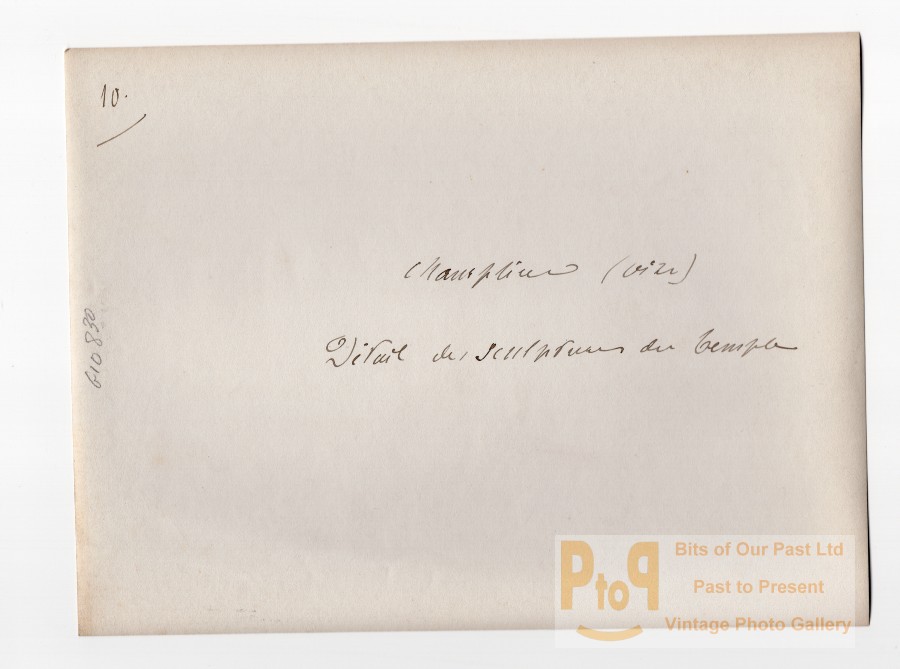 10.
Champlieu (oise)
Détail des sculptures du temple
610830
PtoP
Bits of Our Past Ltd
Past to Present
Vintage Photo Gallery